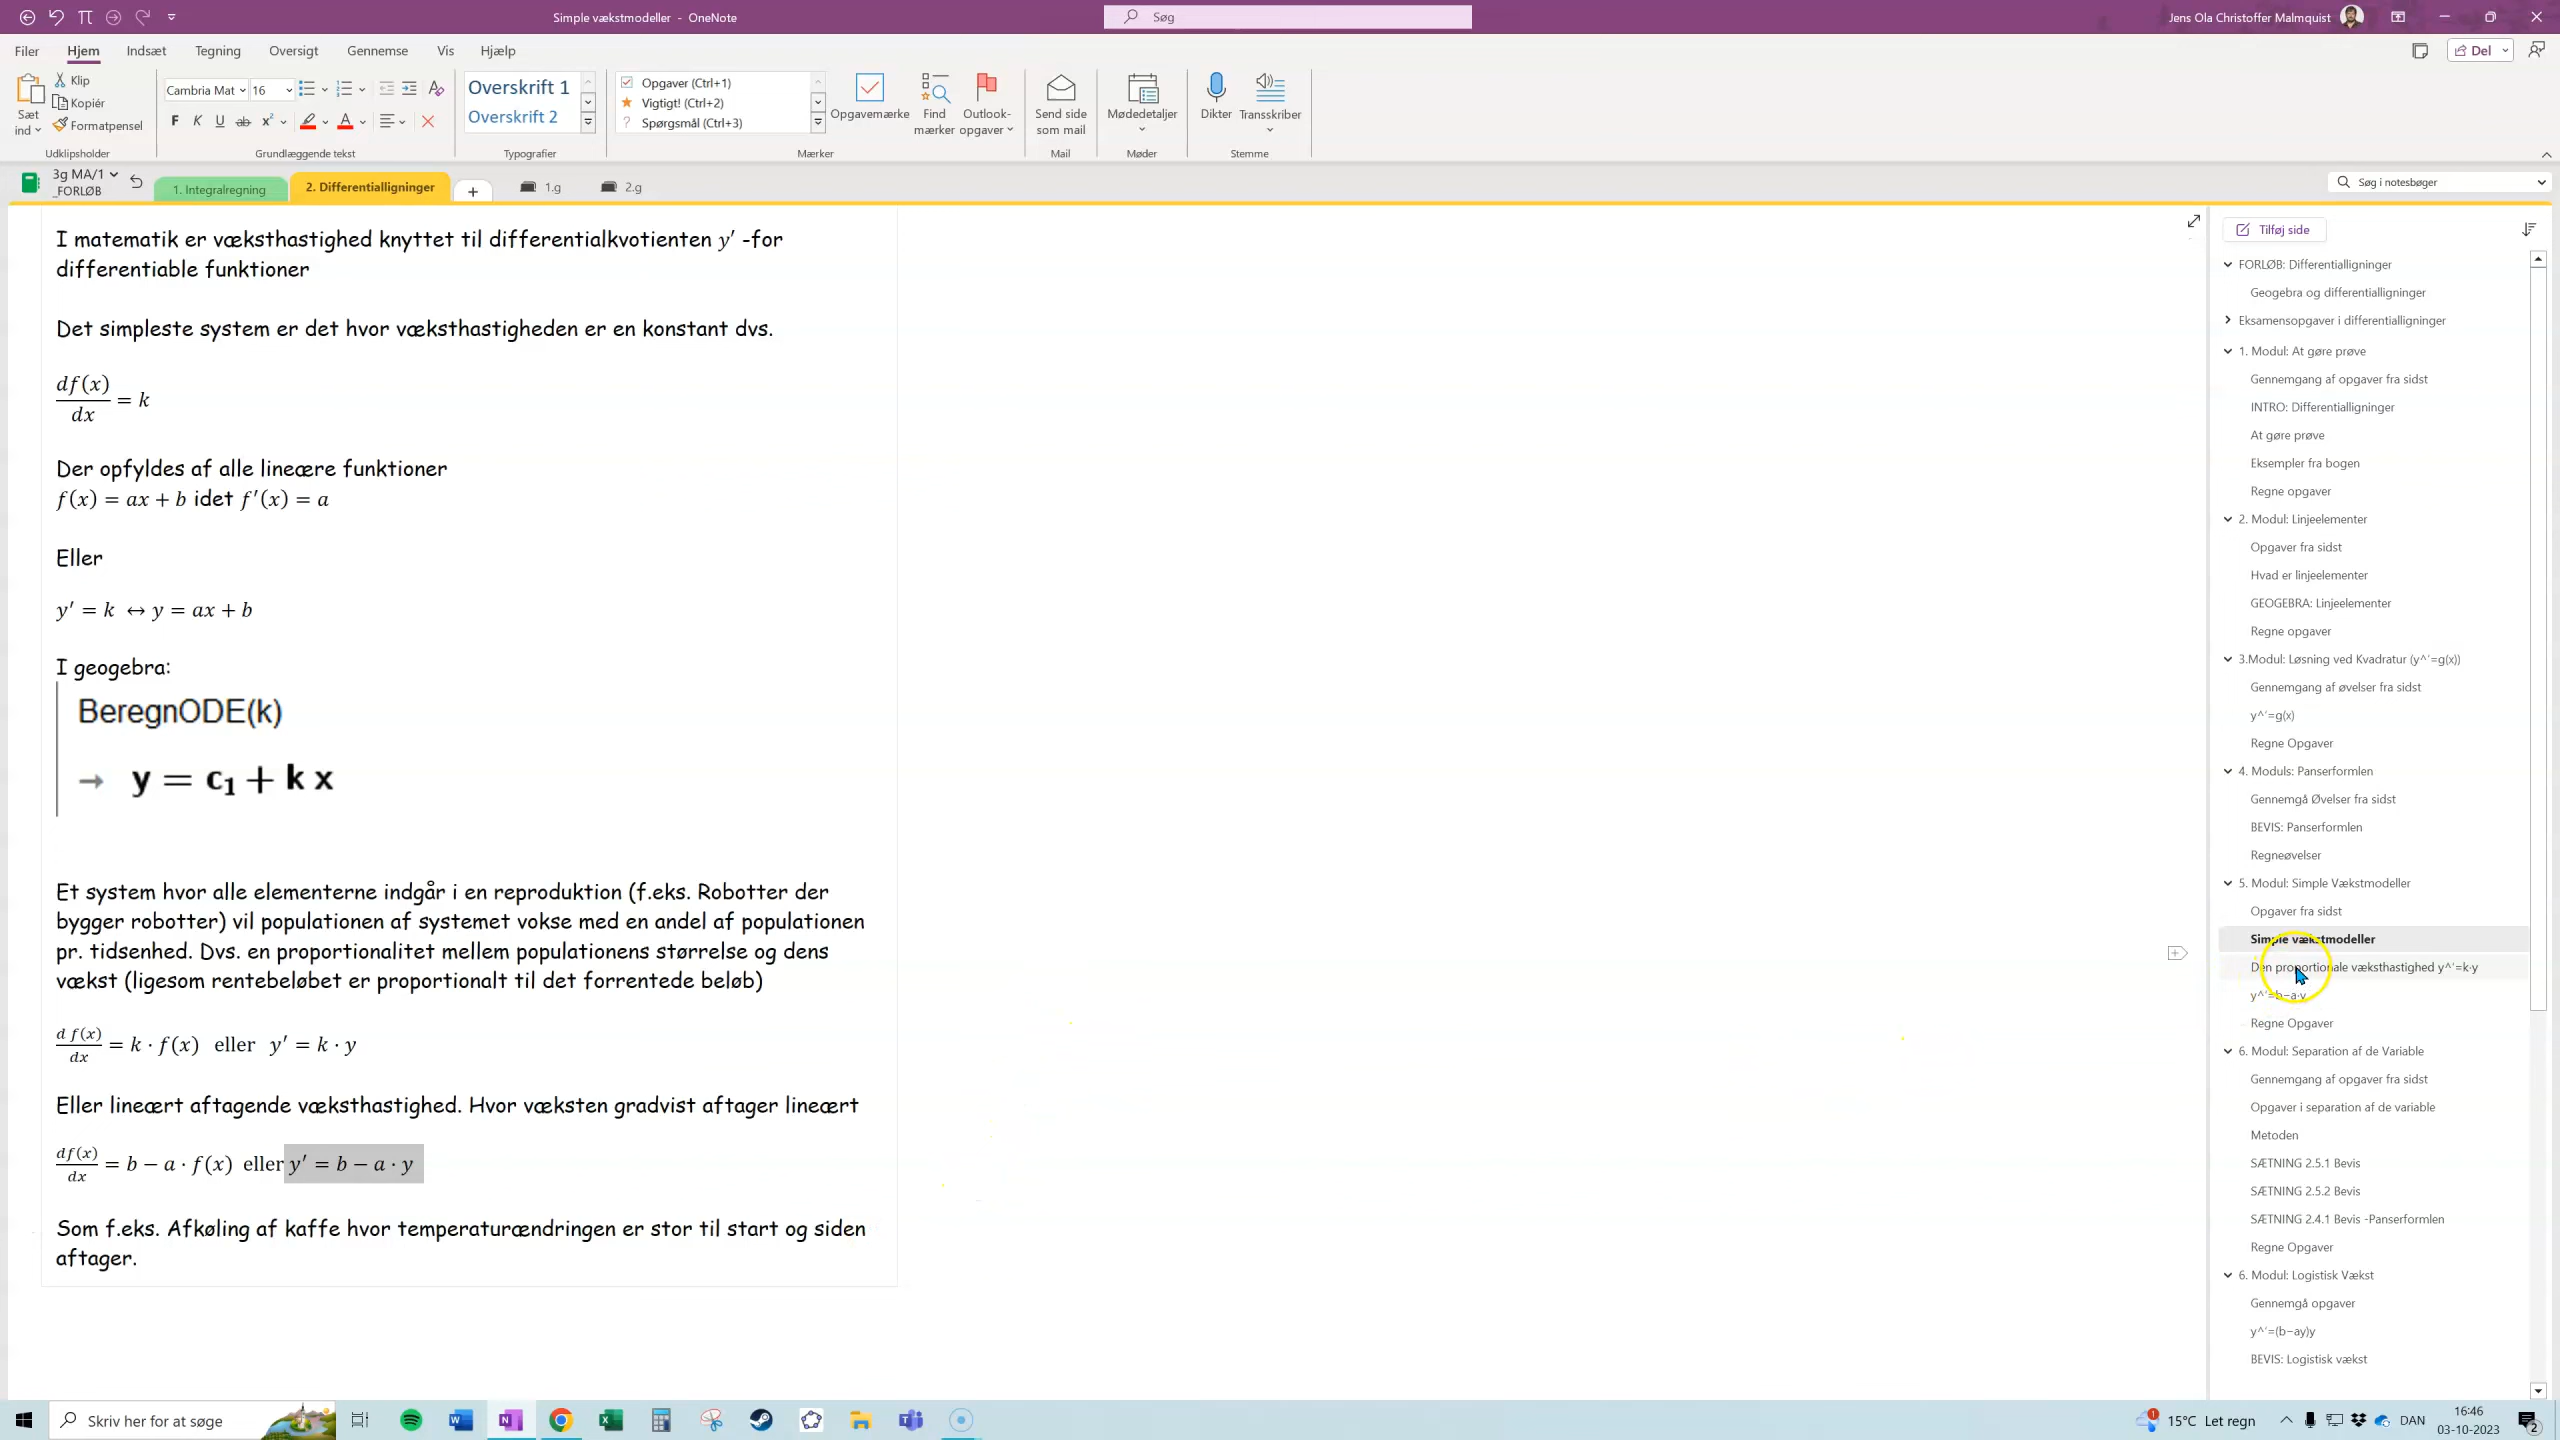 Simple vækstmodeller - OneNote
Søg
Jens Ola Christoffer Malmquist
Filer Hjem Indsæt Tegning Oversigt Gennemse Vis Hjælp
Del
Sæt ind
Klip
Kopiér
Formatpensel
Udklipsholder
Cambria Mat 16
F K U ab x² A
Grundlæggende tekst
Overskrift 1
Overskrift 2
Typografier
Opgaver (Ctrl+1)
Vigtigt! (Ctrl+2)
Spørgsmål (Ctrl+3)
Opgavemærke
Find mærker
Outlook-opgaver
Mærker
Send side som mail
Mail
Mødedetaljer
Møder
Dikter
Transskriber
Stemme
3g MA/1
_FORLØB
1. Integralregning
2. Differentialligninger
+
1.g
2.g
Søg i notesbøger
I matematik er væksthastighed knyttet til differentialkvotienten y′ -for
differentiable funktioner
Det simpleste system er det hvor væksthastigheden er en konstant dvs.
df(x)/dx = k
Der opfyldes af alle lineære funktioner
f(x) = ax + b idet f′(x) = a
Eller
y′ = k ↔ y = ax + b
I geogebra:
BeregnODE(k)
→ y = c₁ + k x
Et system hvor alle elementerne indgår i en reproduktion (f.eks. Robotter der
bygger robotter) vil populationen af systemet vokse med en andel af populationen
pr. tidsenhed. Dvs. en proportionalitet mellem populationens størrelse og dens
vækst (ligesom rentebeløbet er proportionalt til det forrentede beløb)
d f(x)/dx = k · f(x) eller y′ = k · y
Eller lineært aftagende væksthastighed. Hvor væksten gradvist aftager lineært
df(x)/dx = b − a · f(x) eller y′ = b − a · y
Som f.eks. Afkøling af kaffe hvor temperaturændringen er stor til start og siden
aftager.
Tilføj side
FORLØB: Differentialligninger
Geogebra og differentialligninger
Eksamensopgaver i differentialligninger
1. Modul: At gøre prøve
Gennemgang af opgaver fra sidst
INTRO: Differentialligninger
At gøre prøve
Eksempler fra bogen
Regne opgaver
2. Modul: Linjeelementer
Opgaver fra sidst
Hvad er linjeelementer
GEOGEBRA: Linjeelementer
Regne opgaver
3.Modul: Løsning ved Kvadratur (y^′=g(x))
Gennemgang af øvelser fra sidst
y^′=g(x)
Regne Opgaver
4. Moduls: Panserformlen
Gennemgå Øvelser fra sidst
BEVIS: Panserformlen
Regneøvelser
5. Modul: Simple Vækstmodeller
Opgaver fra sidst
Simple vækstmodeller
Den proportionale væksthastighed y^′=k·y
y^′=b−a·y
Regne Opgaver
6. Modul: Separation af de Variable
Gennemgang af opgaver fra sidst
Opgaver i separation af de variable
Metoden
SÆTNING 2.5.1 Bevis
SÆTNING 2.5.2 Bevis
SÆTNING 2.4.1 Bevis -Panserformlen
Regne Opgaver
6. Modul: Logistisk Vækst
Gennemgå opgaver
y^′=(b−ay)y
BEVIS: Logistisk vækst
Skriv her for at søge
1
15°C Let regn
DAN
16:46
03-10-2023
2